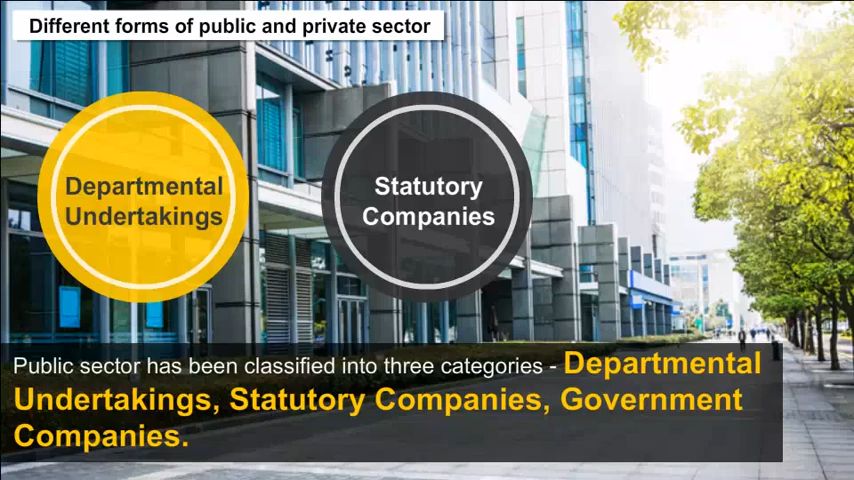 Different forms of public and private sector
Departmental
Undertakings
Statutory
Companies
Public sector has been classified into three categories - Departmental
Undertakings, Statutory Companies, Government
Companies.